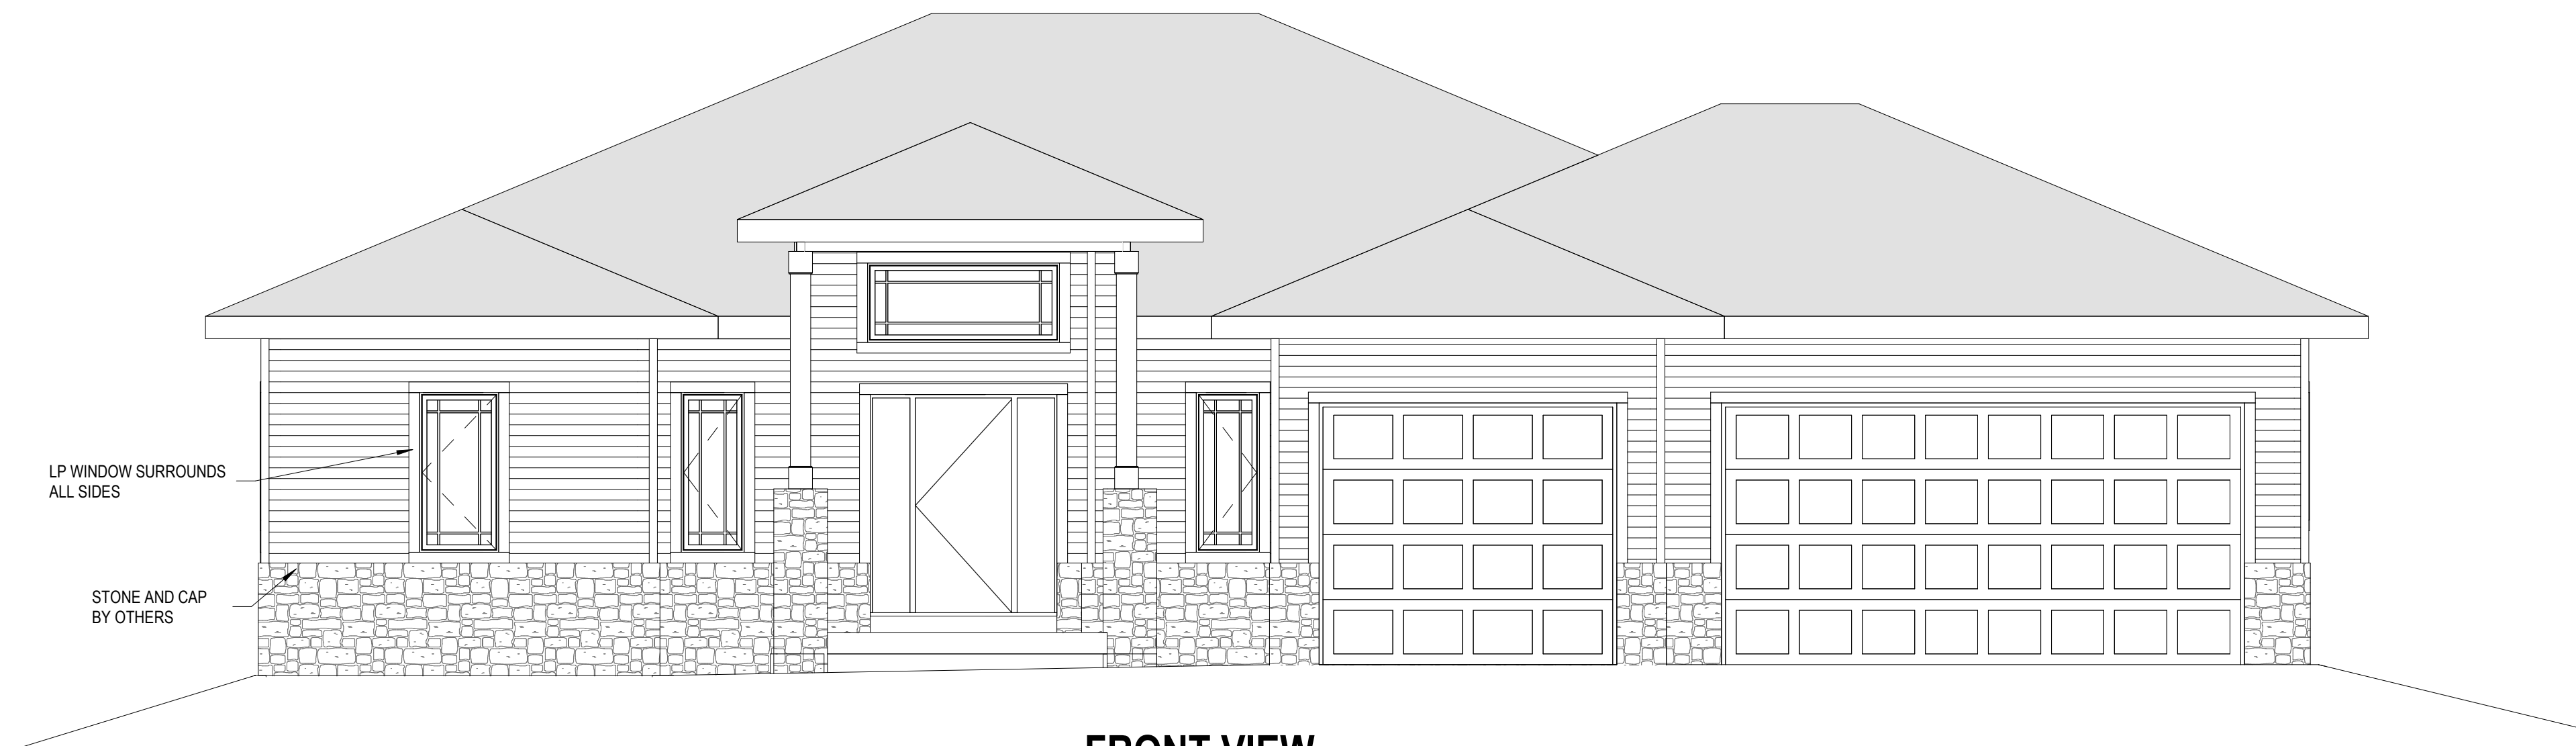 LP WINDOW SURROUNDS
ALL SIDES
STONE AND CAP
BY OTHERS
FRONT VIEW